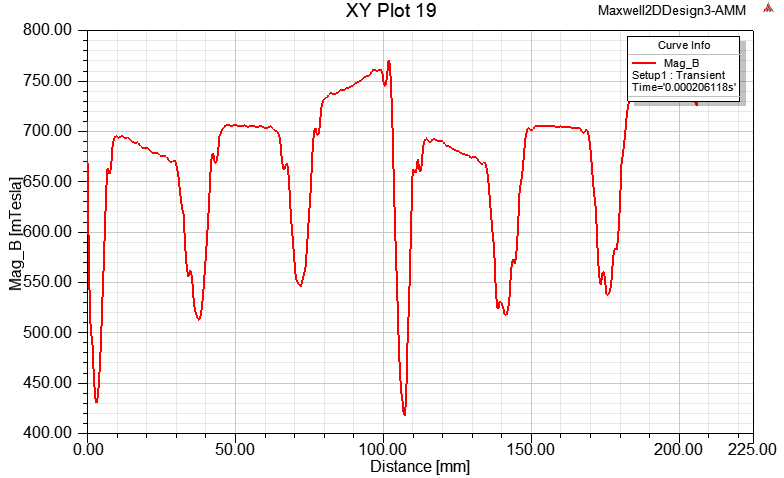 XY Plot 19
Maxwell2DDesign3-AMM
Curve Info
Mag_B
Setup1 : Transient
Time='0.000206118s'
800.00
750.00
700.00
650.00
600.00
550.00
500.00
450.00
400.00
Mag_B [mTesla]
0.00 50.00 100.00 150.00 200.00 225.00
Distance [mm]